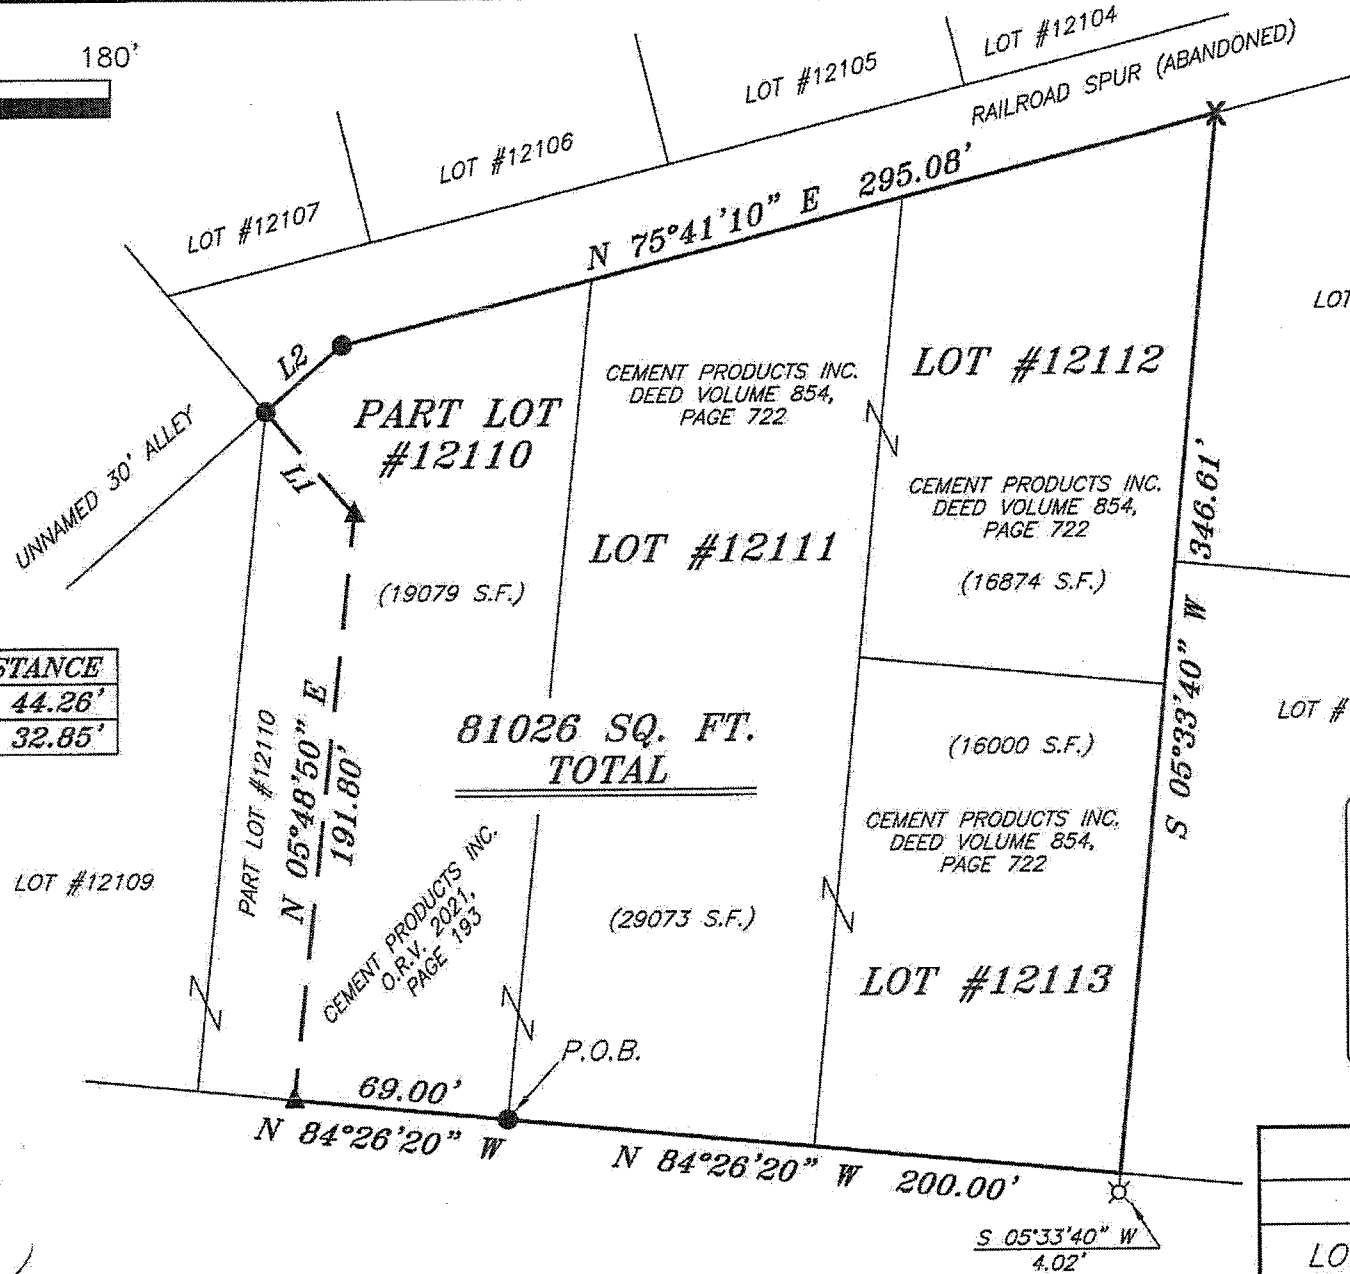 180'
LOT #12104
RAILROAD SPUR (ABANDONED)
LOT #12105
LOT #12106
LOT #12107
N 75°41'10" E 295.08'
LOT
L2
L1
UNNAMED 30' ALLEY
PART LOT
#12110
CEMENT PRODUCTS INC.
DEED VOLUME 854,
PAGE 722
LOT #12112
CEMENT PRODUCTS INC.
DEED VOLUME 854,
PAGE 722
(16874 S.F.)
LOT #12111
(19079 S.F.)
S 05°33'40" W 346.61'
STANCE
44.26'
32.85'
LOT #
81026 SQ. FT.
TOTAL
(16000 S.F.)
CEMENT PRODUCTS INC.
DEED VOLUME 854,
PAGE 722
PART LOT #12110
N 05°48'50" E
191.80'
LOT #12109
CEMENT PRODUCTS INC.
O.R.V. 2021,
PAGE 193
(29073 S.F.)
LOT #12113
P.O.B.
69.00'
N 84°26'20" W
N 84°26'20" W 200.00'
S 05°33'40" W
4.02'
LO
)